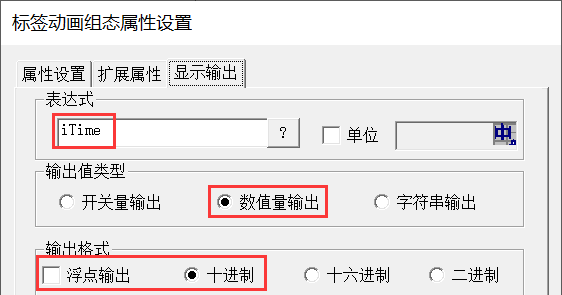 标签动画组态属性设置
属性设置 扩展属性 显示输出
表达式
iTime ? 单位 中
输出值类型
开关量输出 数值量输出 字符串输出
输出格式
浮点输出 十进制 十六进制 二进制